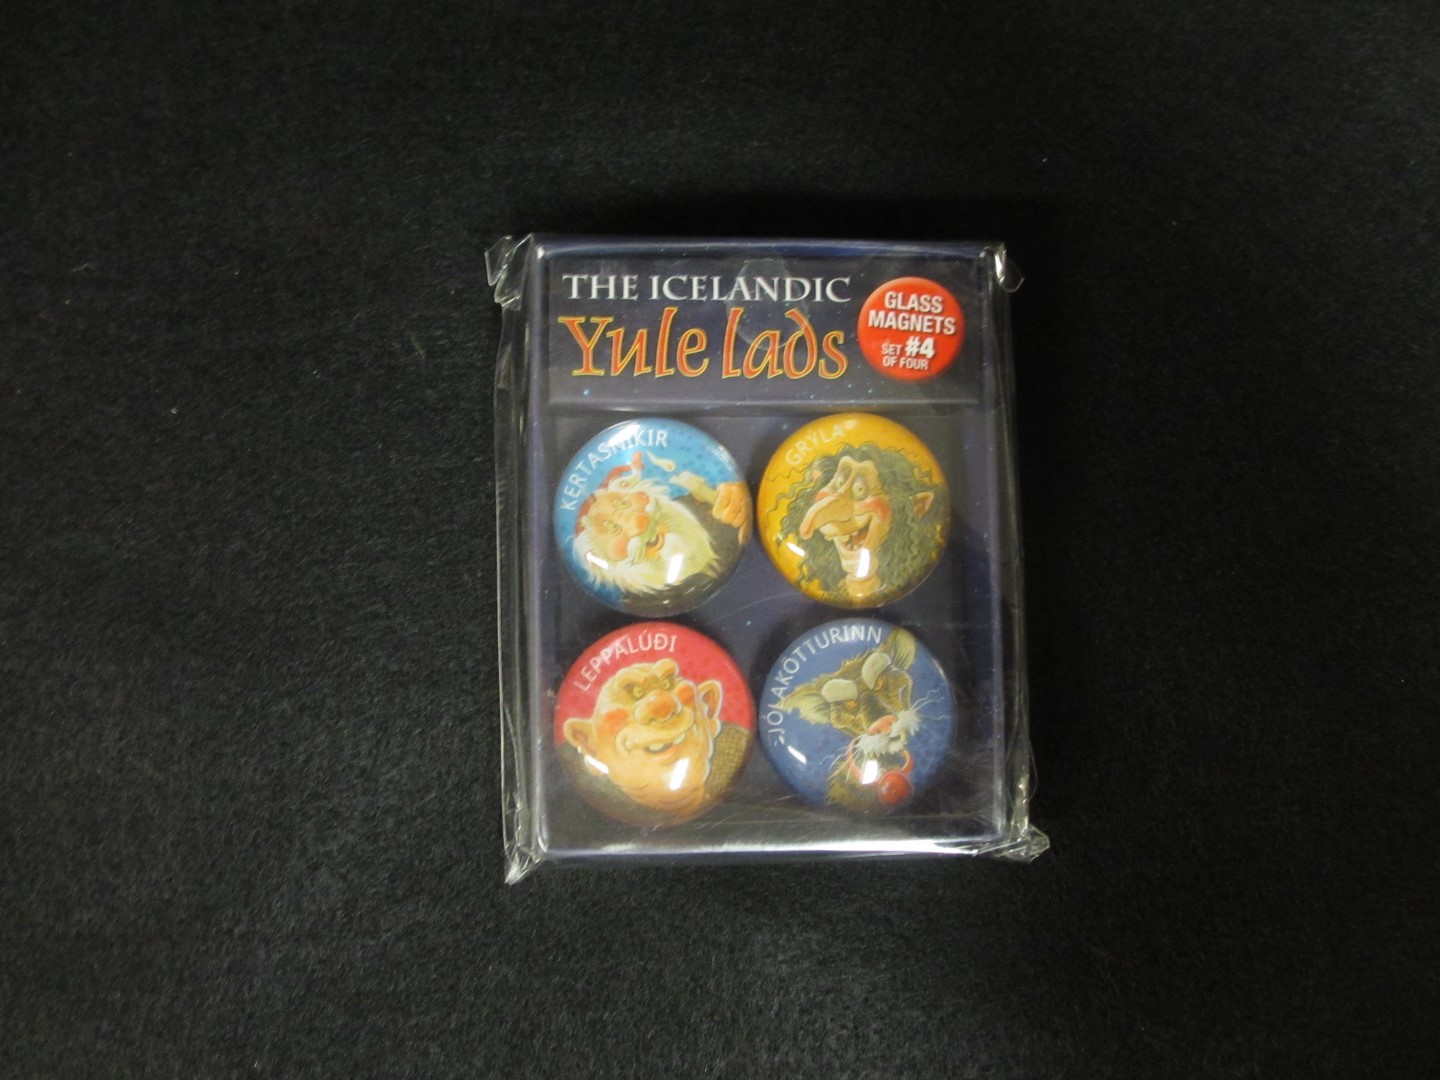 THE ICELANDIC
Yule lads
GLASS
MAGNETS
SET #4
OF FOUR
KERTASNÍKIR
GRÝLA
LEPPALÚÐI
JÓLAKÖTTURINN